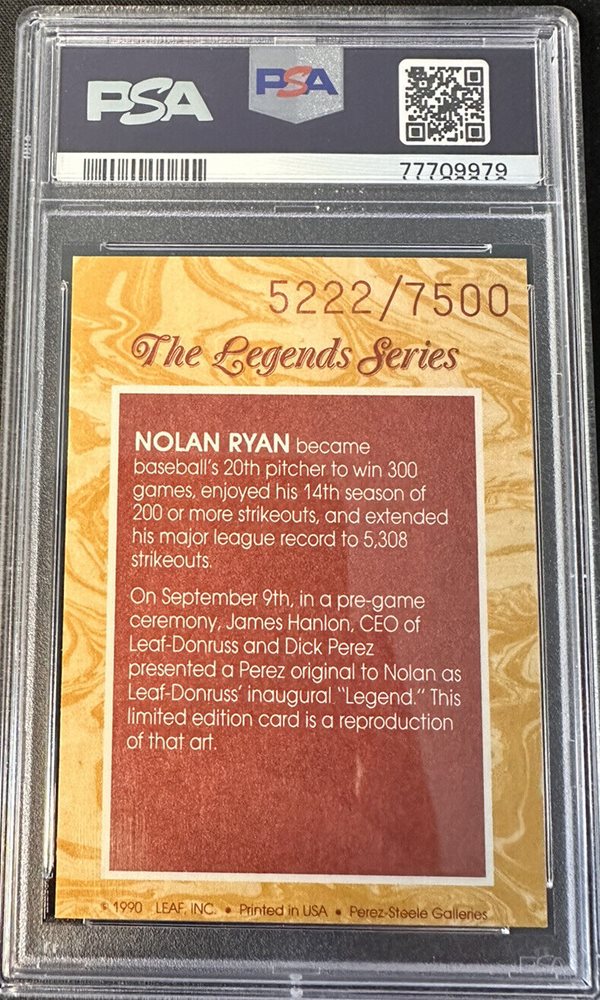 PSA
PSA
77709979
5222/7500
The Legends Series
NOLAN RYAN became
baseball's 20th pitcher to win 300
games, enjoyed his 14th season of
200 or more strikeouts, and extended
his major league record to 5,308
strikeouts.
On September 9th, in a pre-game
ceremony, James Hanlon, CEO of
Leaf-Donruss and Dick Perez
presented a Perez original to Nolan as
Leaf-Donruss' inaugural "Legend." This
limited edition card is a reproduction
of that art.
© 1990 LEAF, INC. • Printed in USA • Perez-Steele Galleries
PSA